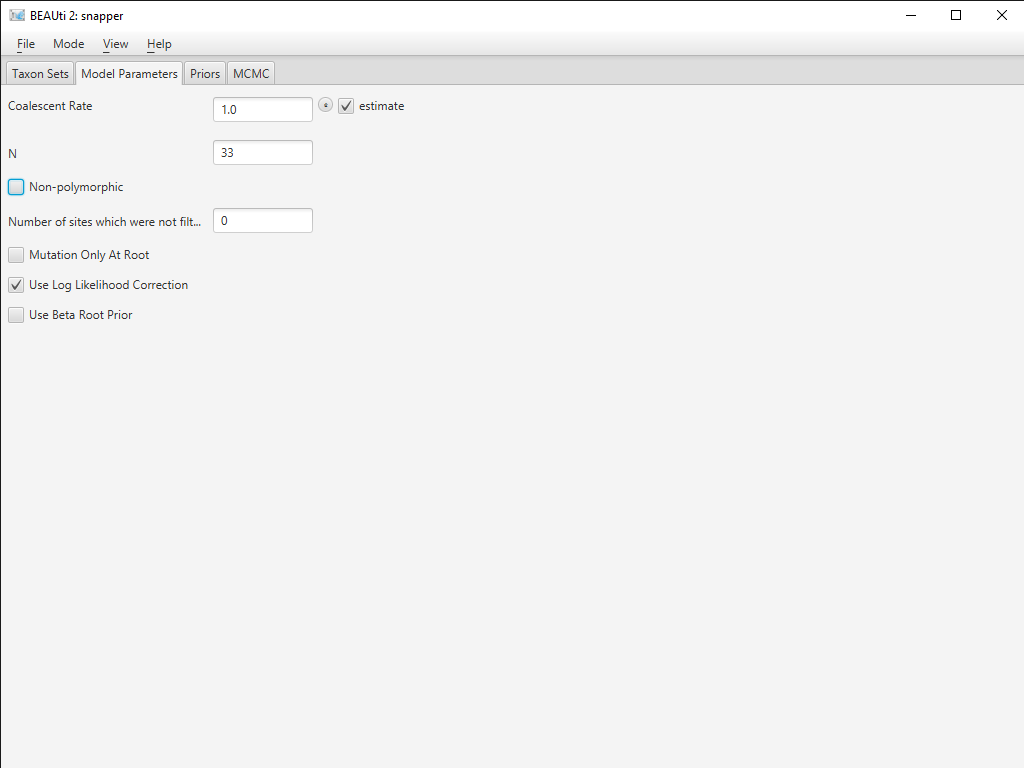 BEAUti 2: snapper
File Mode View Help
Taxon Sets Model Parameters Priors MCMC
Coalescent Rate 1.0 e estimate
N 33
Non-polymorphic
Number of sites which were not filt... 0
Mutation Only At Root
Use Log Likelihood Correction
Use Beta Root Prior